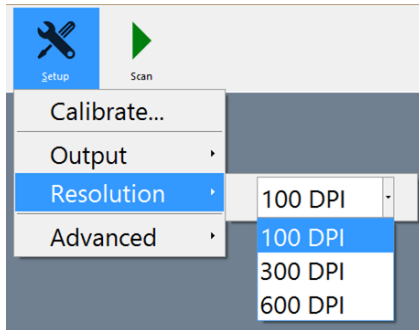 Setup
Scan
Calibrate...
Output
Resolution
100 DPI
100 DPI
300 DPI
600 DPI
Advanced